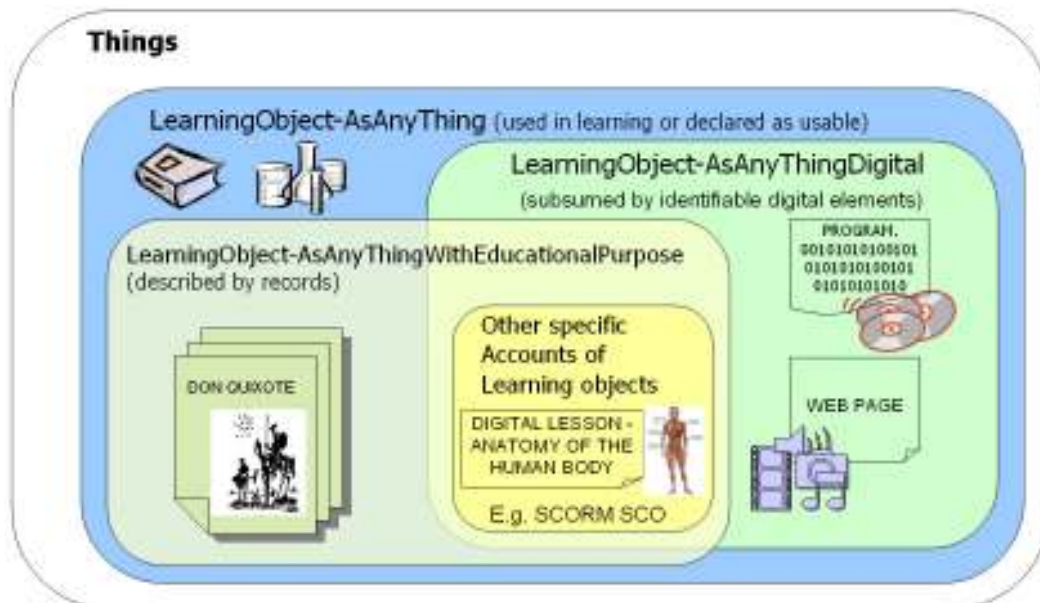 Things
LearningObject-AsAnyThing (used in learning or declared as usable)
LearningObject-AsAnyThingDigital
(subsumed by identifiable digital elements)
PROGRAM.
00101010100101
0101010100101
01010101010
LearningObject-AsAnyThingWithEducationalPurpose
(described by records)
Other specific
Accounts of
Learning objects
DON QUIXOTE
DIGITAL LESSON -
ANATOMY OF THE
HUMAN BODY
E.g. SCORM SCO
WEB PAGE